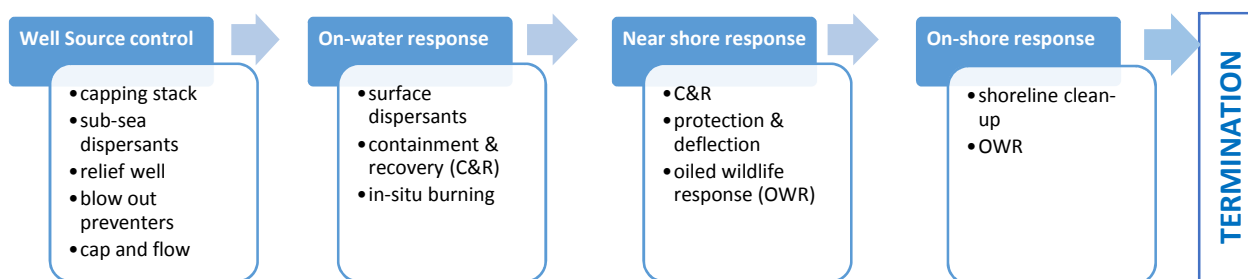 Well Source control
•capping stack
•sub-sea
dispersants
•relief well
•blow out
preventers
•cap and flow
On-water response
•surface
dispersants
•containment &
recovery (C&R)
•in-situ burning
Near shore response
•C&R
•protection &
deflection
•oiled wildlife
response (OWR)
On-shore response
•shoreline clean-
up
•OWR
TERMINATION